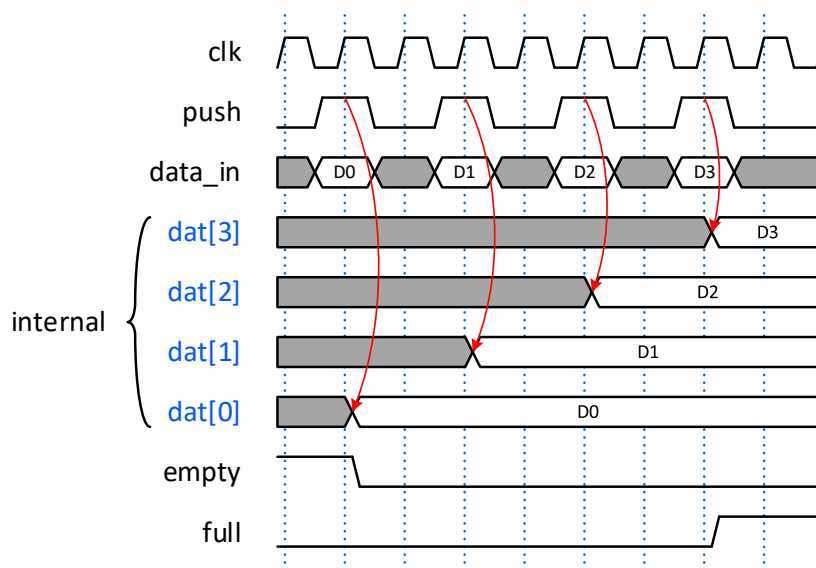 clk
push
data_in D0 D1 D2 D3
dat[3] D3
dat[2] D2
internal
dat[1] D1
dat[0] D0
empty
full